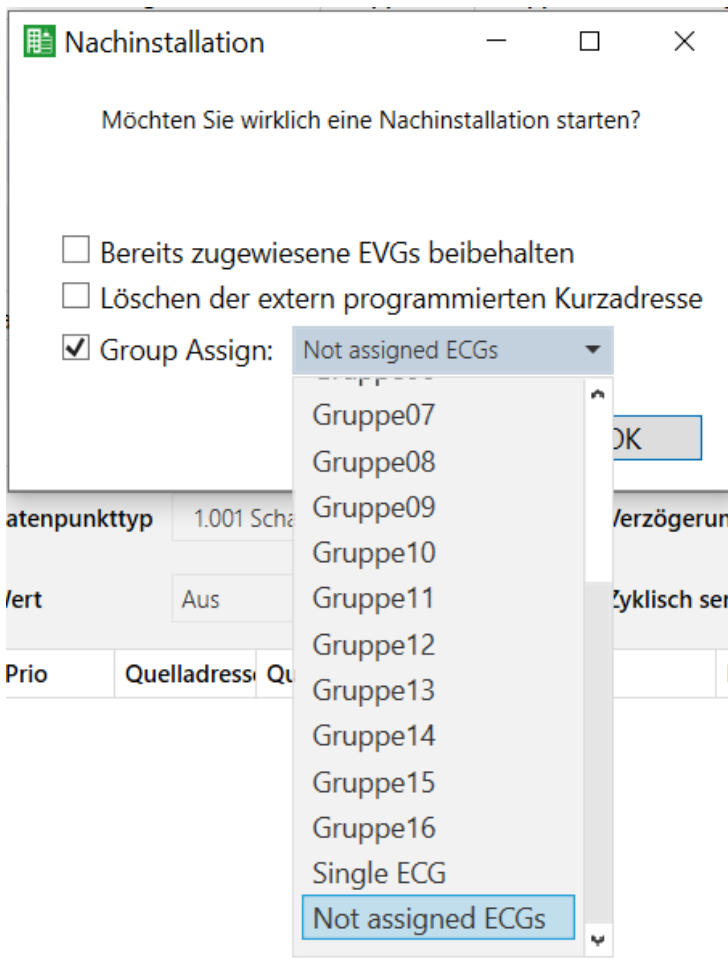 Nachinstallation
Möchten Sie wirklich eine Nachinstallation starten?
Bereits zugewiesene EVGs beibehalten
Löschen der extern programmierten Kurzadresse
Group Assign: Not assigned ECGs
Gruppe07
Gruppe08
OK
Gruppe09
atenpunkttyp 1.001 Scha
Verzögerun
Gruppe10
Gruppe11
ert Aus
Zyklisch se
Gruppe12
Prio Quelladress Qu
Gruppe13
Gruppe14
Gruppe15
Gruppe16
Single ECG
Not assigned ECGs